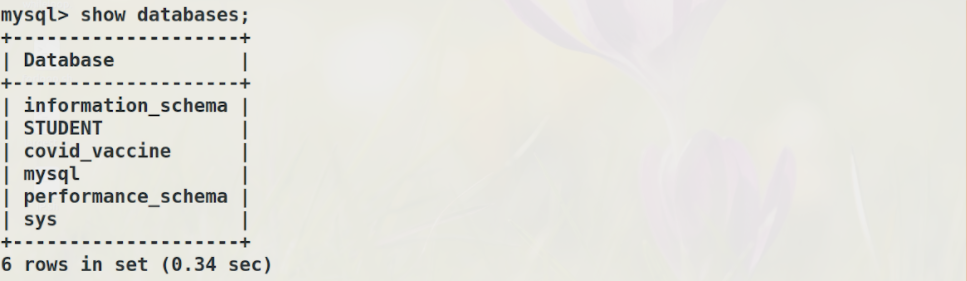 mysql> show databases;
+--------------------+
| Database           |
+--------------------+
| information_schema |
| STUDENT            |
| covid_vaccine      |
| mysql              |
| performance_schema |
| sys                |
+--------------------+
6 rows in set (0.34 sec)